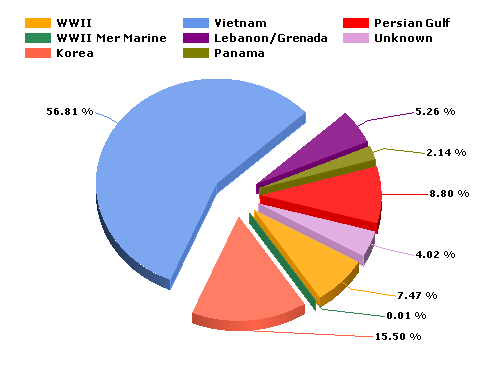 WWII Vietnam Persian Gulf
WWII Mer Marine Lebanon/Grenada Unknown
Korea Panama
56.81 %
5.26 %
2.14 %
8.80 %
4.02 %
7.47 %
0.01 %
15.50 %